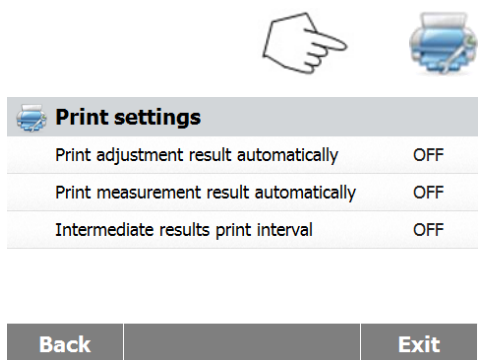 Print settings
Print adjustment result automatically OFF
Print measurement result automatically OFF
Intermediate results print interval OFF
Back Exit